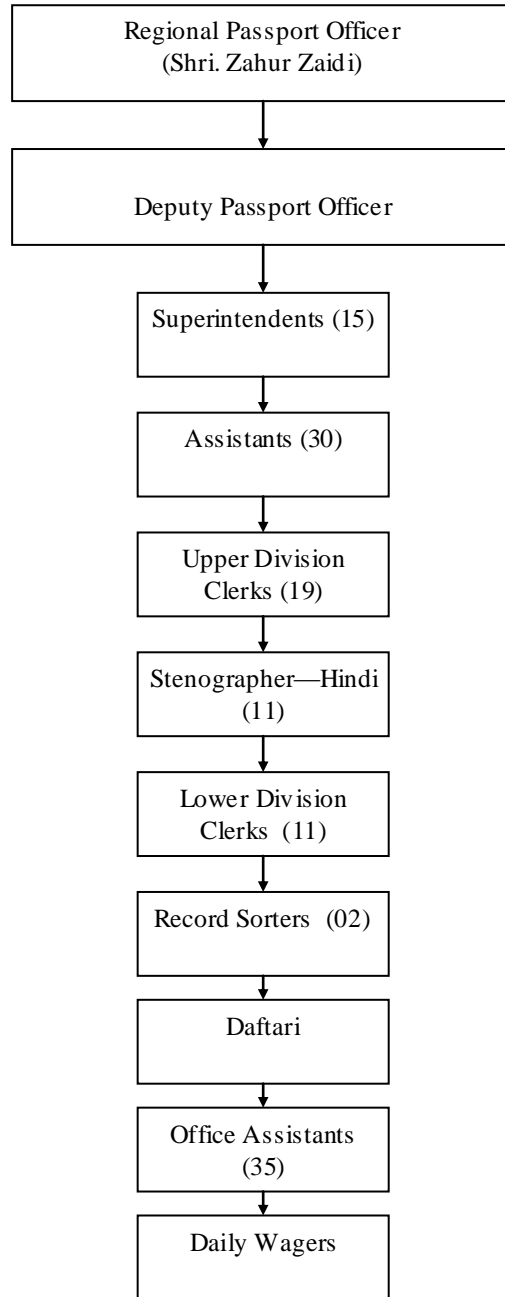 Regional Passport Officer
(Shri. Zahur Zaidi)
Deputy Passport Officer
Superintendents (15)
Assistants (30)
Upper Division
Clerks (19)
Stenographer—Hindi
(11)
Lower Division
Clerks (11)
Record Sorters (02)
Daftari
Office Assistants
(35)
Daily Wagers